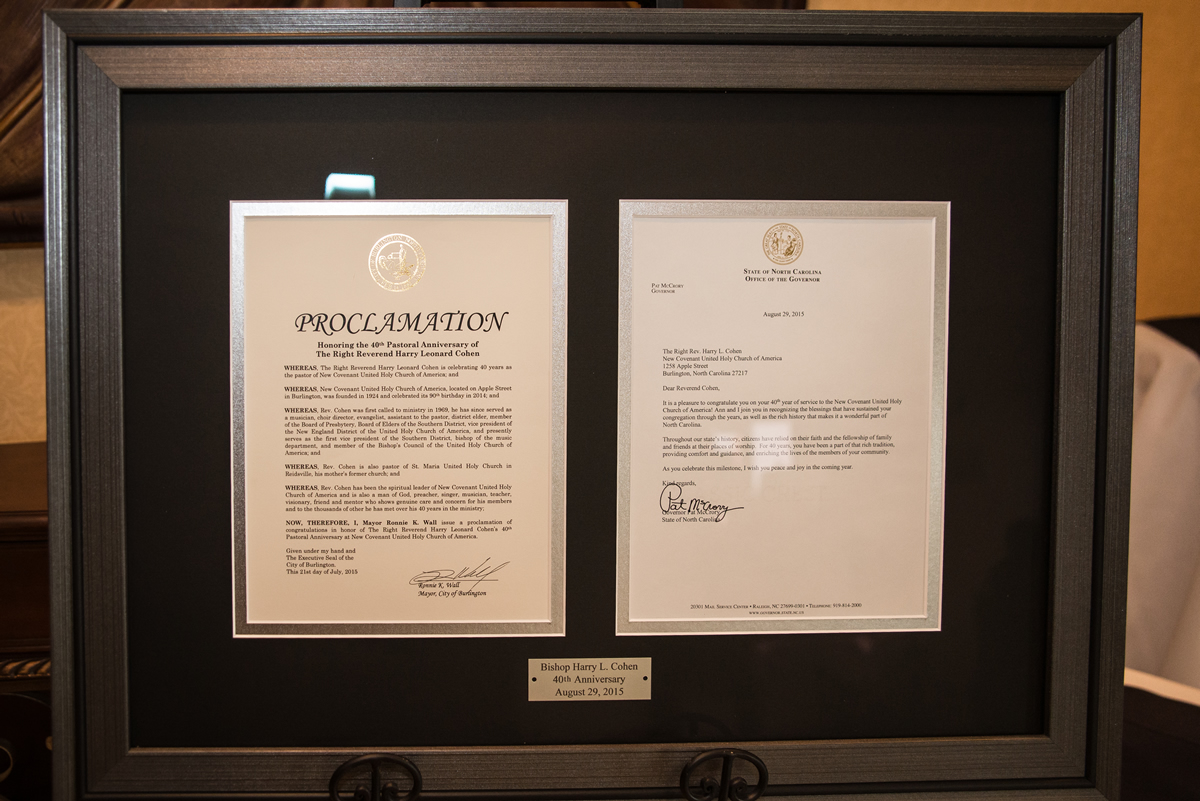 PROCLAMATION
Honoring the 40th Pastoral Anniversary of
The Right Reverend Harry Leonard Cohen
WHEREAS, The Right Reverend Harry Leonard Cohen is celebrating 40 years as
the pastor of New Covenant United Holy Church of America; and
WHEREAS, New Covenant United Holy Church of America, located on Apple Street
in Burlington, was founded in 1924 and celebrated its 90th birthday in 2014; and
WHEREAS, Rev. Cohen was first called to ministry in 1969, he has since served as
a musician, choir director, evangelist, assistant to the pastor, district elder, member
of the Board of Presbytery, Board of Elders of the Southern District, vice president of
the New England District of the United Holy Church of America, and presently
serves as the first vice president of the Southern District, bishop of the music
department, and member of the Bishop's Council of the United Holy Church of
America; and
WHEREAS, Rev. Cohen is also pastor of St. Maria United Holy Church in
Reidsville, his mother's former church; and
WHEREAS, Rev. Cohen has been the spiritual leader of New Covenant United Holy
Church of America and is also a man of God, preacher, singer, musician, teacher,
visionary, friend and mentor who shows genuine care and concern for his members
and to the thousands of other he has met over his 40 years in the ministry;
NOW, THEREFORE, I, Mayor Ronnie K. Wall issue a proclamation of
congratulations in honor of The Right Reverend Harry Leonard Cohen's 40th
Pastoral Anniversary at New Covenant United Holy Church of America.
Given under my hand and
The Executive Seal of the
City of Burlington.
This 21st day of July, 2015
Ronnie K. Wall
Mayor, City of Burlington
STATE OF NORTH CAROLINA
OFFICE OF THE GOVERNOR
PAT MCCRORY
GOVERNOR
August 29, 2015
The Right Rev. Harry L. Cohen
New Covenant United Holy Church of America
1258 Apple Street
Burlington, North Carolina 27217
Dear Reverend Cohen,
It is a pleasure to congratulate you on your 40th year of service to the New Covenant United Holy
Church of America! Ann and I join you in recognizing the blessings that have sustained your
congregation through the years, as well as the rich history that makes it a wonderful part of
North Carolina.
Throughout our state's history, citizens have relied on their faith and the fellowship of family
and friends at their places of worship. For 40 years, you have been a part of that rich tradition,
providing comfort and guidance, and enriching the lives of the members of your community.
As you celebrate this milestone, I wish you peace and joy in the coming year.
Kind regards,
Pat McCrory
Governor Pat McCrory
State of North Carolina
20301 MAIL SERVICE CENTER • RALEIGH, NC 27699-0301 • TELEPHONE: 919-814-2000
WWW.GOVERNOR.STATE.NC.US
Bishop Harry L. Cohen
40th Anniversary
August 29, 2015